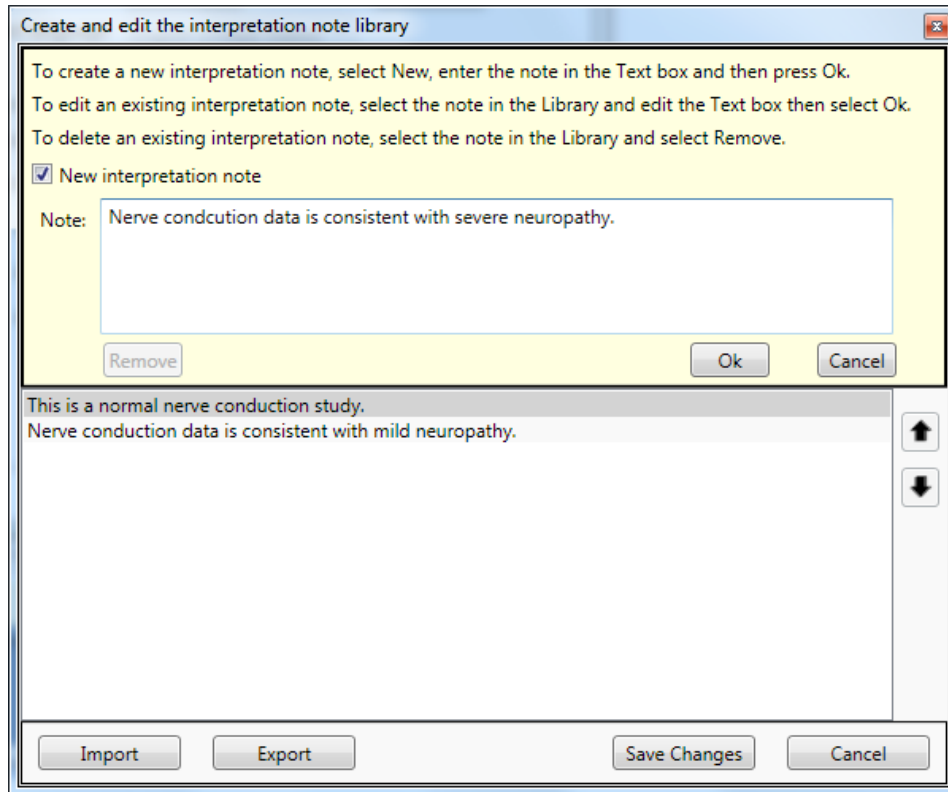 Create and edit the interpretation note library
To create a new interpretation note, select New, enter the note in the Text box and then press Ok.
To edit an existing interpretation note, select the note in the Library and edit the Text box then select Ok.
To delete an existing interpretation note, select the note in the Library and select Remove.
New interpretation note
Note: Nerve condcution data is consistent with severe neuropathy.
Remove Ok Cancel
This is a normal nerve conduction study.
Nerve conduction data is consistent with mild neuropathy.
Import Export Save Changes Cancel